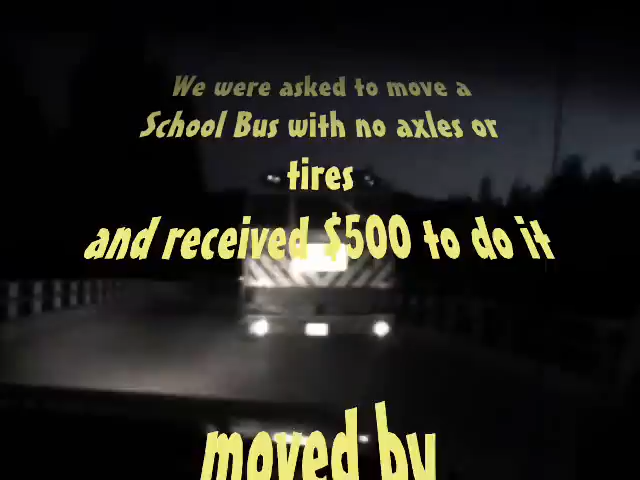 We were asked to move a
School Bus with no axles or
tires
and received $500 to do it
moved by